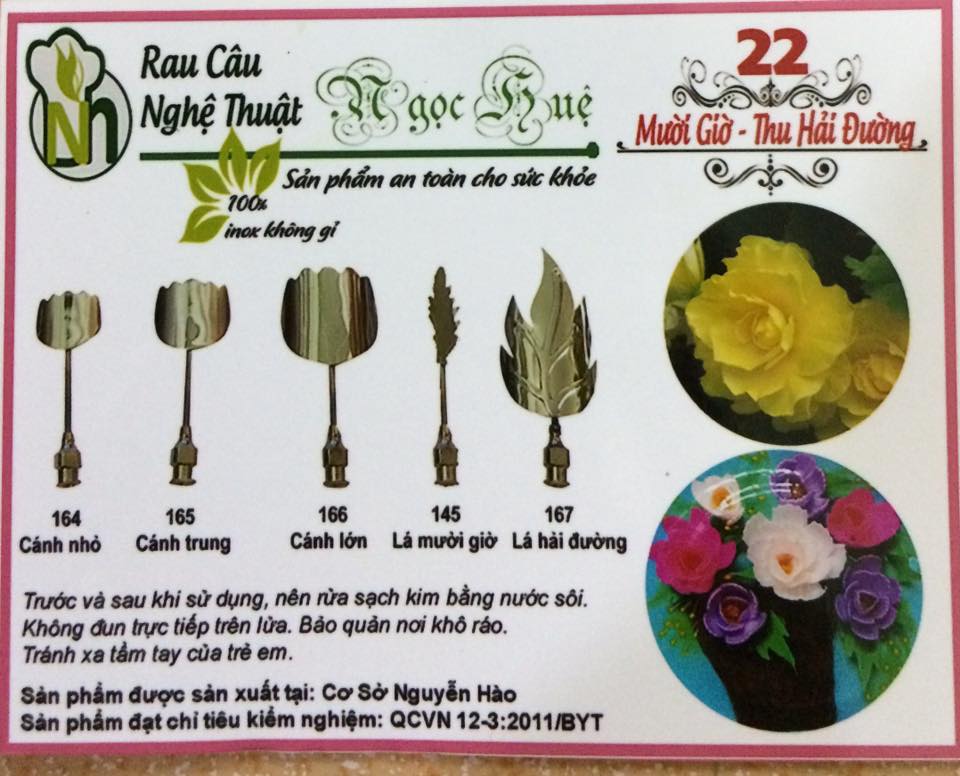 Nh
Rau Câu
Nghệ Thuật
Ngọc Huệ
Sản phẩm an toàn cho sức khỏe
100%
inox không gỉ
22
Mười Giờ - Thu Hải Đường
164
Cánh nhỏ
165
Cánh trung
166
Cánh lớn
145
Lá mười giờ
167
Lá hải đường
Trước và sau khi sử dụng, nên rửa sạch kim bằng nước sôi.
Không đun trực tiếp trên lửa. Bảo quản nơi khô ráo.
Tránh xa tầm tay của trẻ em.
Sản phẩm được sản xuất tại: Cơ Sở Nguyễn Hào
Sản phẩm đạt chỉ tiêu kiểm nghiệm: QCVN 12-3:2011/BYT